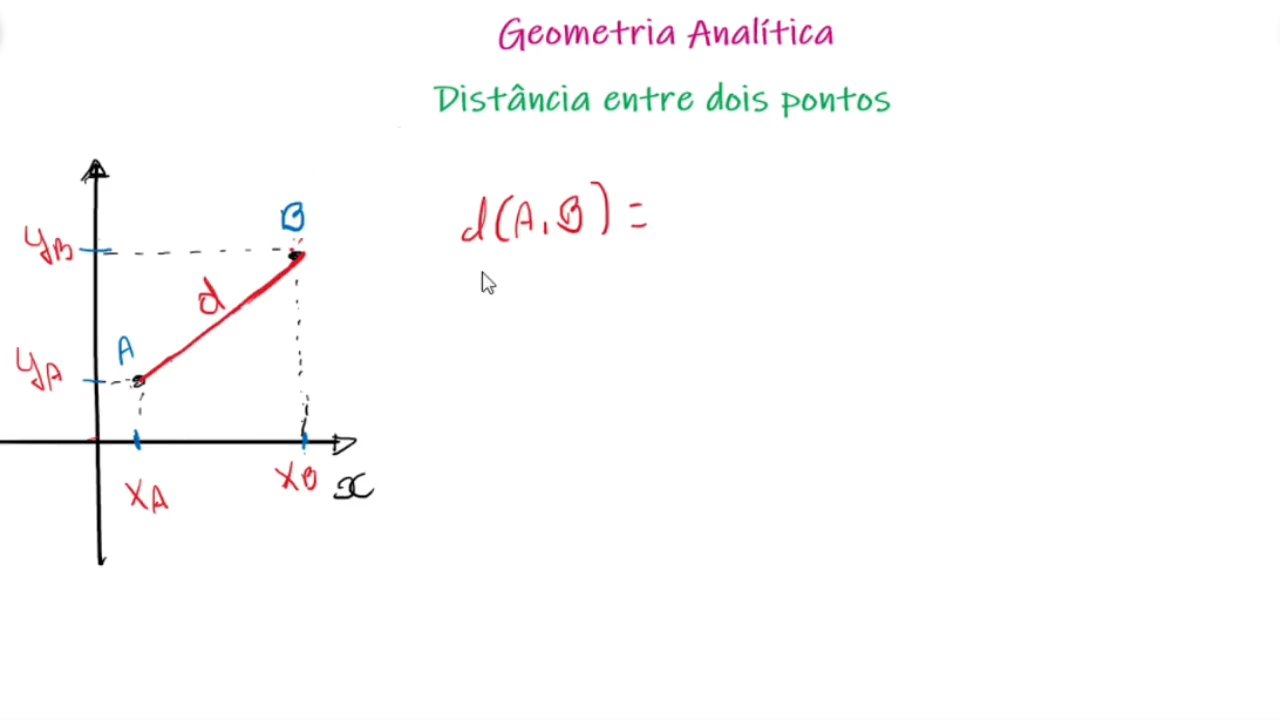 Geometria Analítica
Distância entre dois pontos
d(A,B) =
B
yB
d
A
yA
xB
x
xA